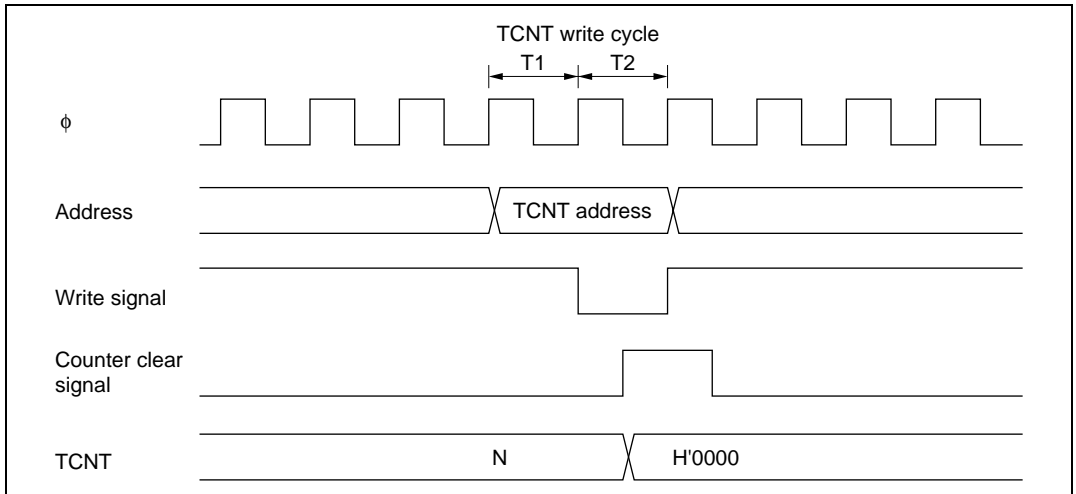 TCNT write cycle
T1 T2
ϕ
Address
TCNT address
Write signal
Counter clear
signal
TCNT
N
H'0000